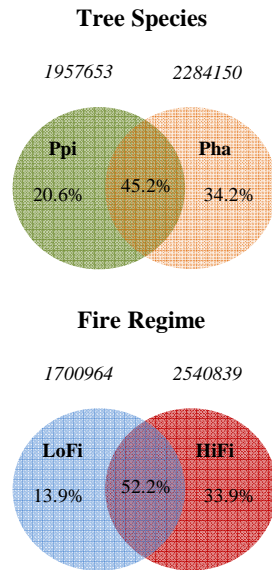 Tree Species
1957653 2284150
Ppi Pha
20.6% 45.2% 34.2%
Fire Regime
1700964 2540839
LoFi HiFi
13.9% 52.2% 33.9%